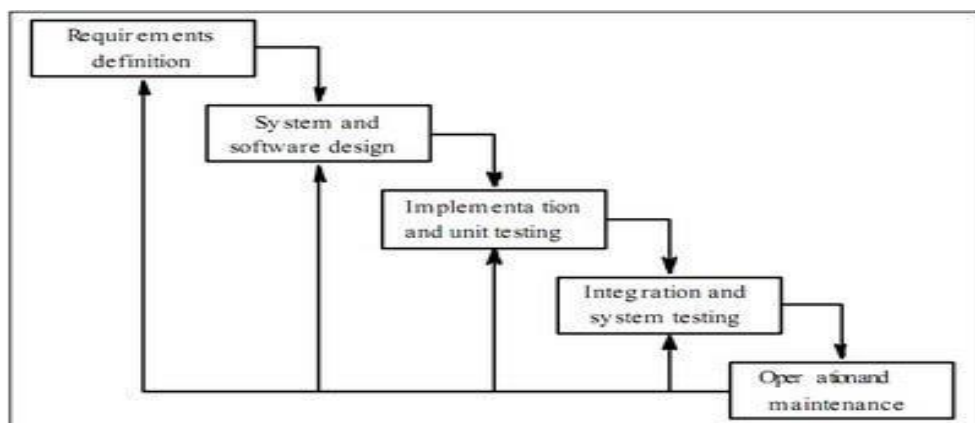 Requirements
definition
System and
software design
Implementa tion
and unit testing
Integration and
system testing
Oper ationand
maintenance